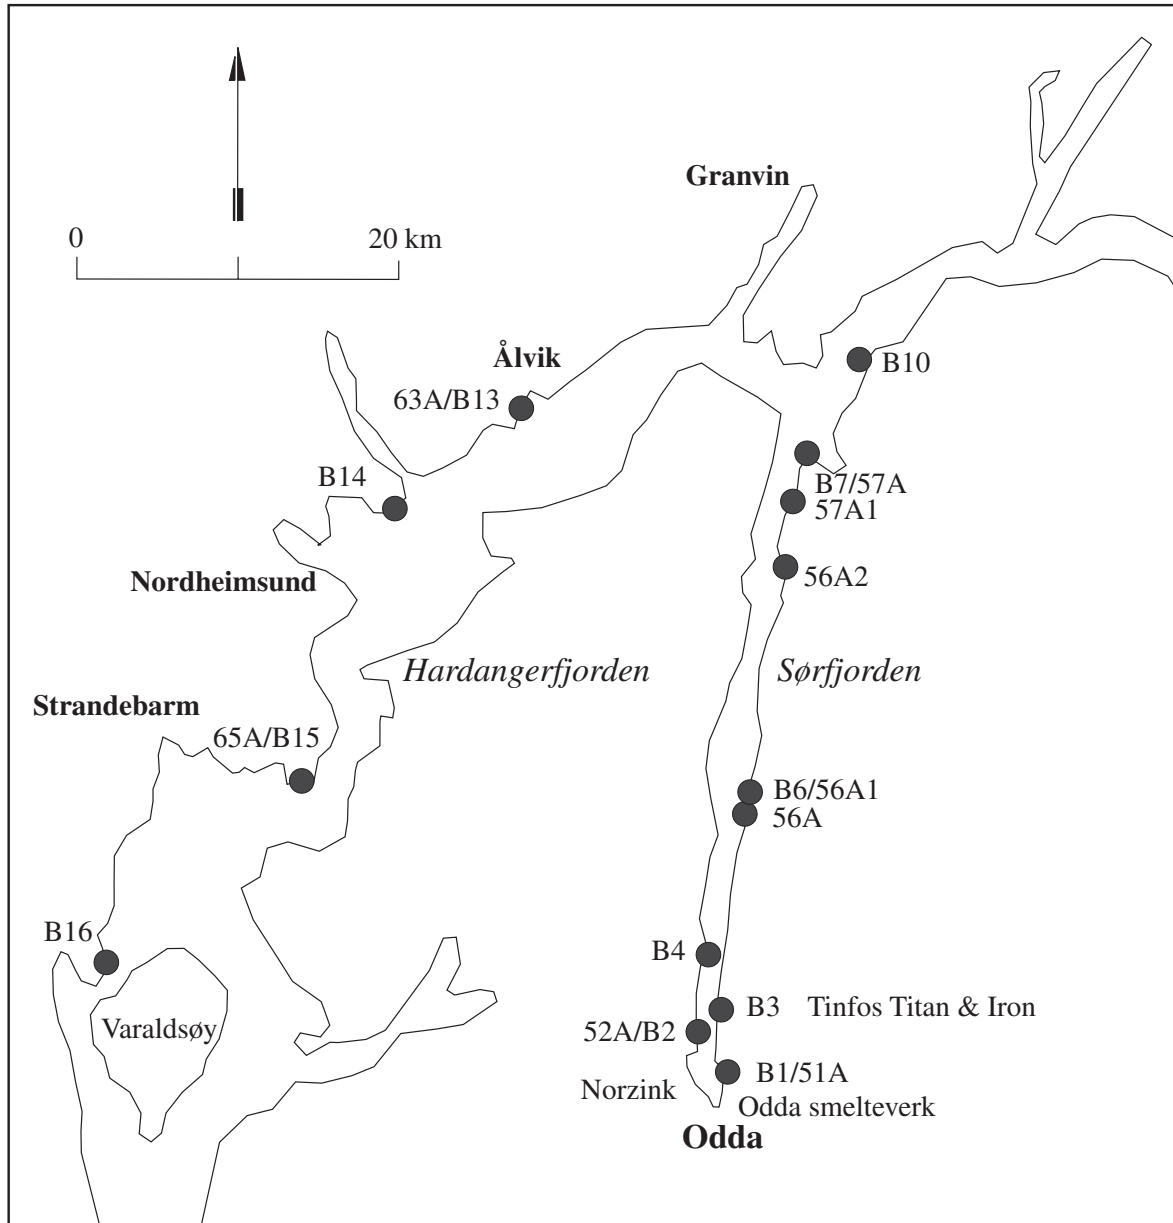 Granvin
0
20 km
Ålvik
B10
63A/B13
B14
B7/57A
57A1
56A2
Nordheimsund
Hardangerfjorden
Sørfjorden
Strandebarm
65A/B15
B6/56A1
56A
B16
B4
B3
Tinfos Titan & Iron
Varaldsøy
52A/B2
B1/51A
Norzink
Odda smelteverk
Odda